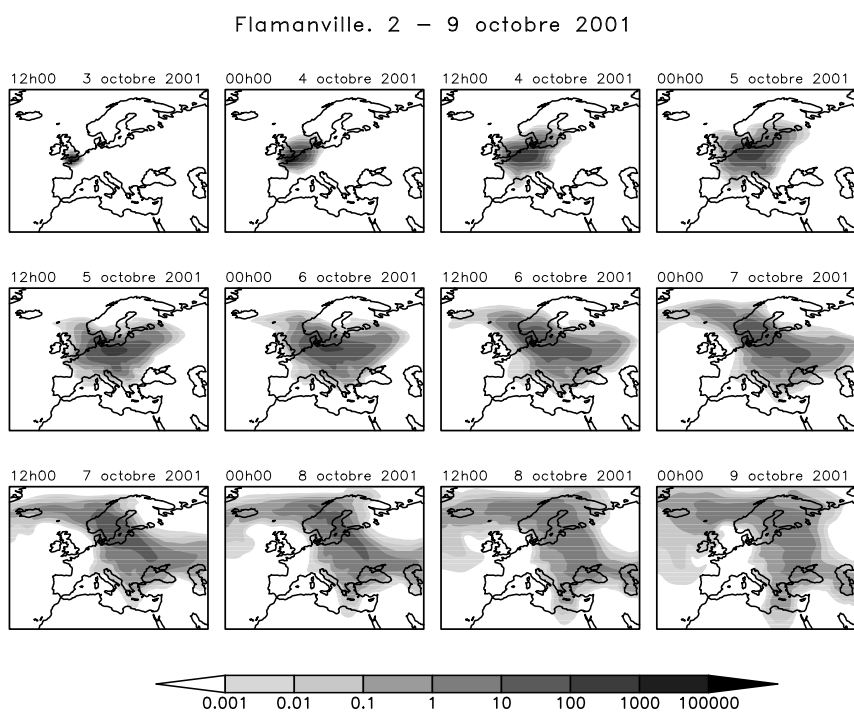 Flamanville. 2 – 9 octobre 2001
12h00 3 octobre 2001 00h00 4 octobre 2001 12h00 4 octobre 2001 00h00 5 octobre 2001
12h00 5 octobre 2001 00h00 6 octobre 2001 12h00 6 octobre 2001 00h00 7 octobre 2001
12h00 7 octobre 2001 00h00 8 octobre 2001 12h00 8 octobre 2001 00h00 9 octobre 2001
0.001 0.01 0.1 1 10 100 1000 100000